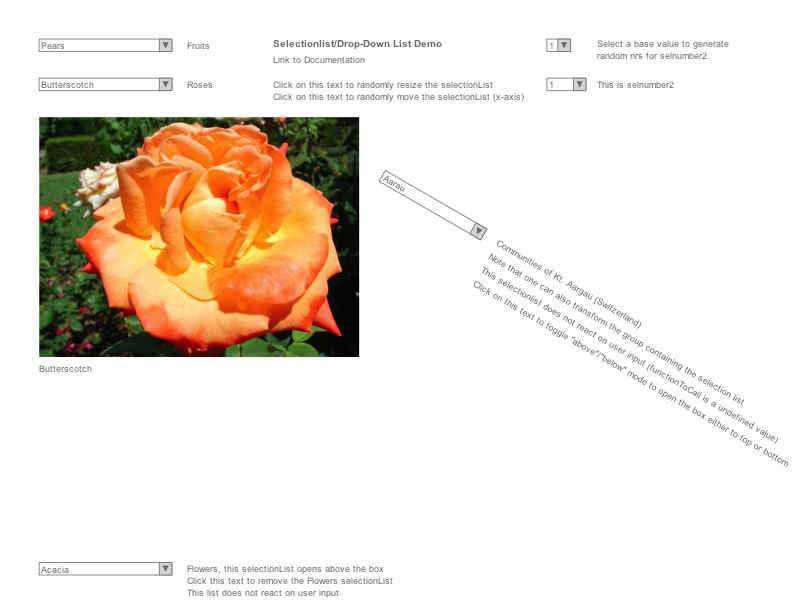 Pears
Fruits
Selectionlist/Drop-Down List Demo
Link to Documentation
1
Select a base value to generate
random nrs for selnumber2
Butterscotch
Roses
Click on this text to randomly resize the selectionList
Click on this text to randomly move the selectionList (x-axis)
1
This is selnumber2
Aarau
Communities of Kt. Aargau (Switzerland)
Note that one can also transform the group containing the selection list
This selectionlist does not react on user input (functionToCall is a undefined value)
Click on this text to toggle "above"/"below" mode to open the box either to top or bottom
Butterscotch
Acacia
Flowers, this selectionList opens above the box
Click this text to remove the Flowers selectionList
This list does not react on user input